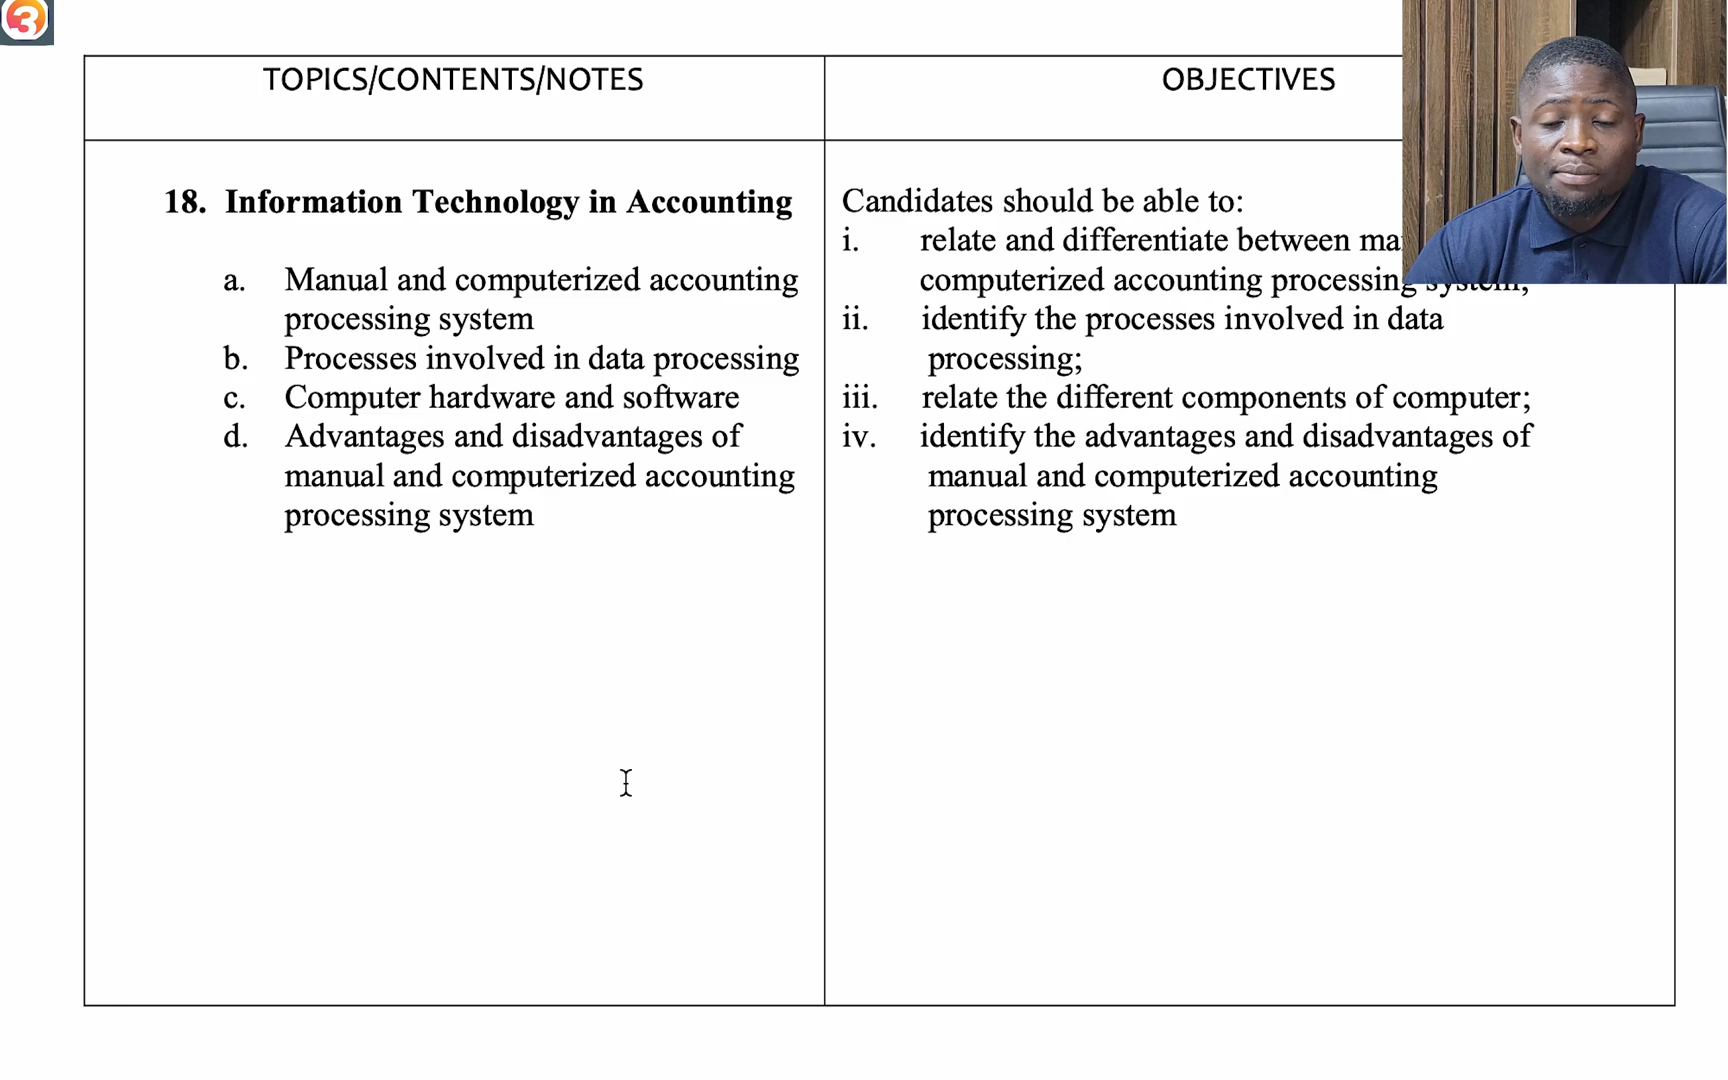 3
TOPICS/CONTENTS/NOTES
OBJECTIVES
18. Information Technology in Accounting
a. Manual and computerized accounting
processing system
b. Processes involved in data processing
c. Computer hardware and software
d. Advantages and disadvantages of
manual and computerized accounting
processing system
Candidates should be able to:
i. relate and differentiate between
computerized accounting processing system;
ii. identify the processes involved in data
processing;
iii. relate the different components of computer;
iv. identify the advantages and disadvantages of
manual and computerized accounting
processing system